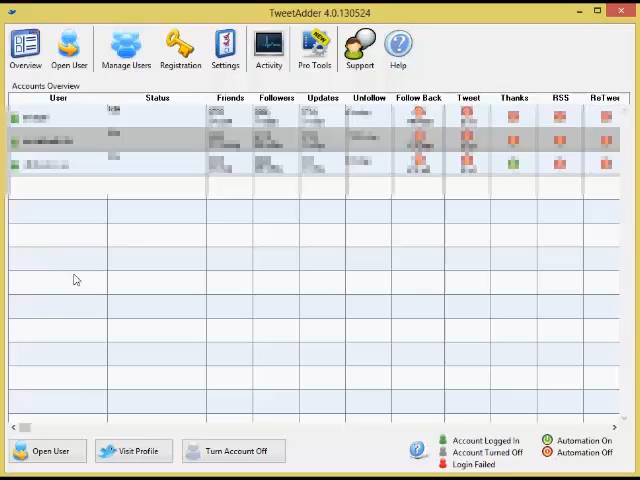 TweetAdder 4.0.130524
Overview Open User Manage Users Registration Settings Activity Pro Tools Support Help
NEW
Accounts Overview
User Status Friends Followers Updates Unfollow Follow Back Tweet Thanks RSS ReTwee
Open User Visit Profile Turn Account Off
Account Logged In Automation On
Account Turned Off Automation Off
Login Failed